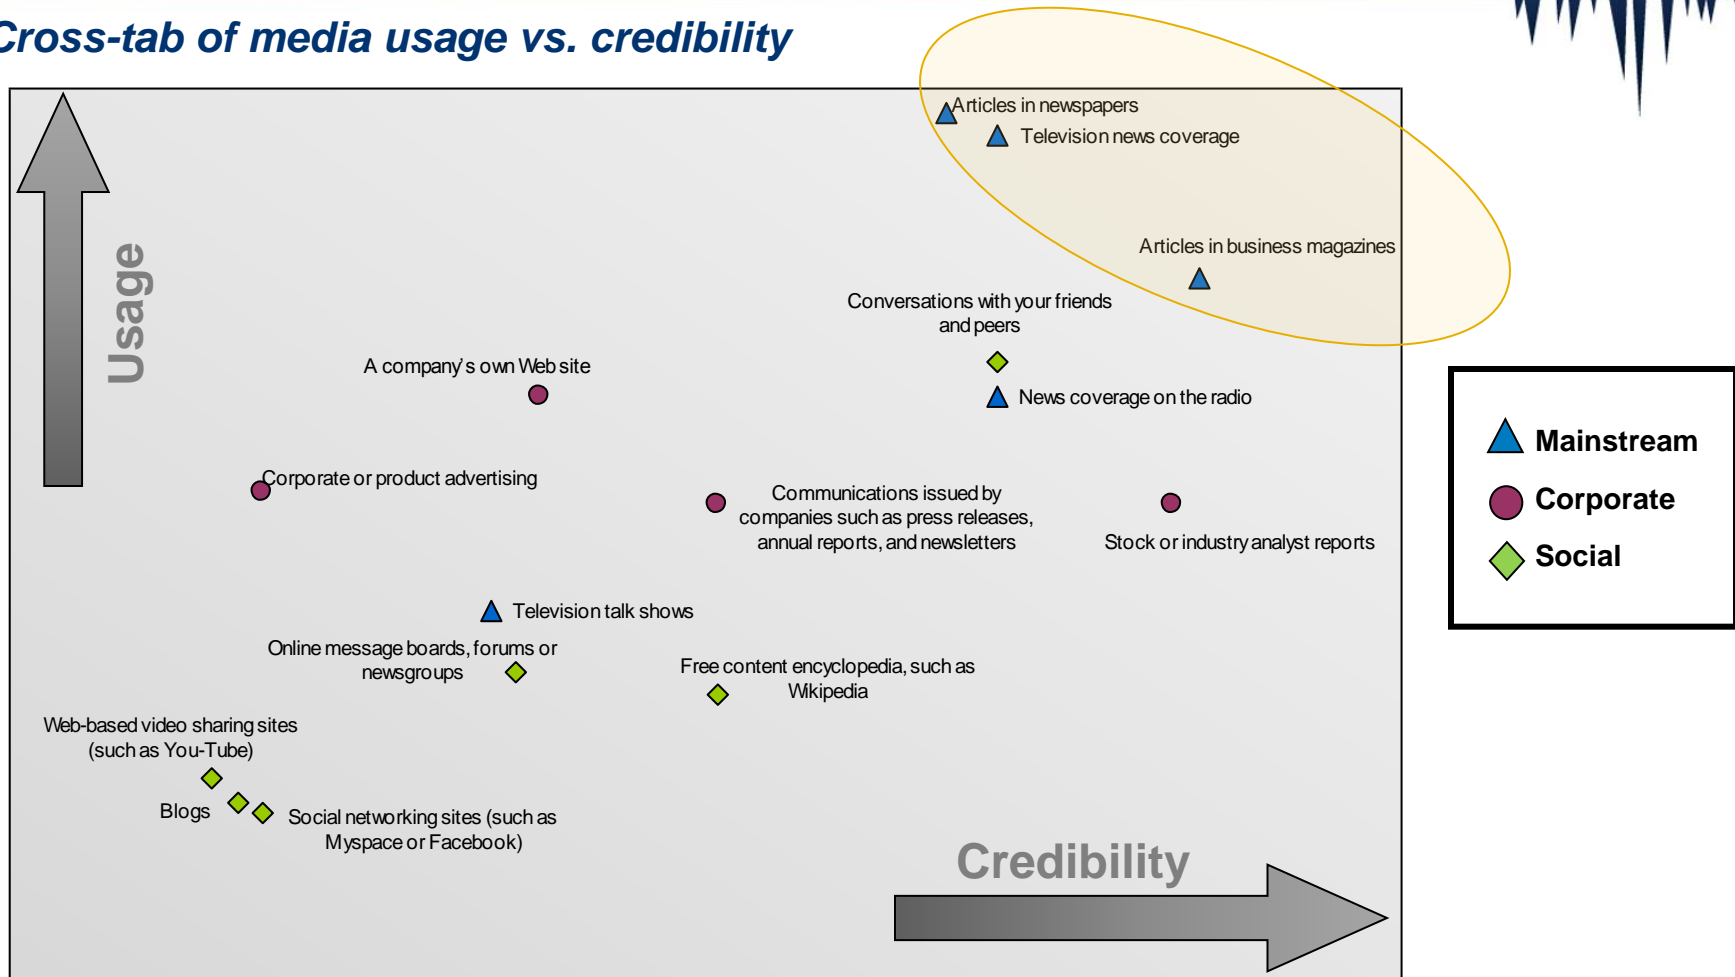 Cross-tab of media usage vs. credibility
Articles in newspapers
Television news coverage
Articles in business magazines
Usage
Conversations with your friends
and peers
A company's own Web site
News coverage on the radio
Corporate or product advertising
Communications issued by
companies such as press releases,
annual reports, and newsletters
Stock or industry analyst reports
Television talk shows
Online message boards, forums or
newsgroups
Free content encyclopedia, such as
Wikipedia
Web-based video sharing sites
(such as You-Tube)
Blogs
Social networking sites (such as
Myspace or Facebook)
Credibility
Mainstream
Corporate
Social